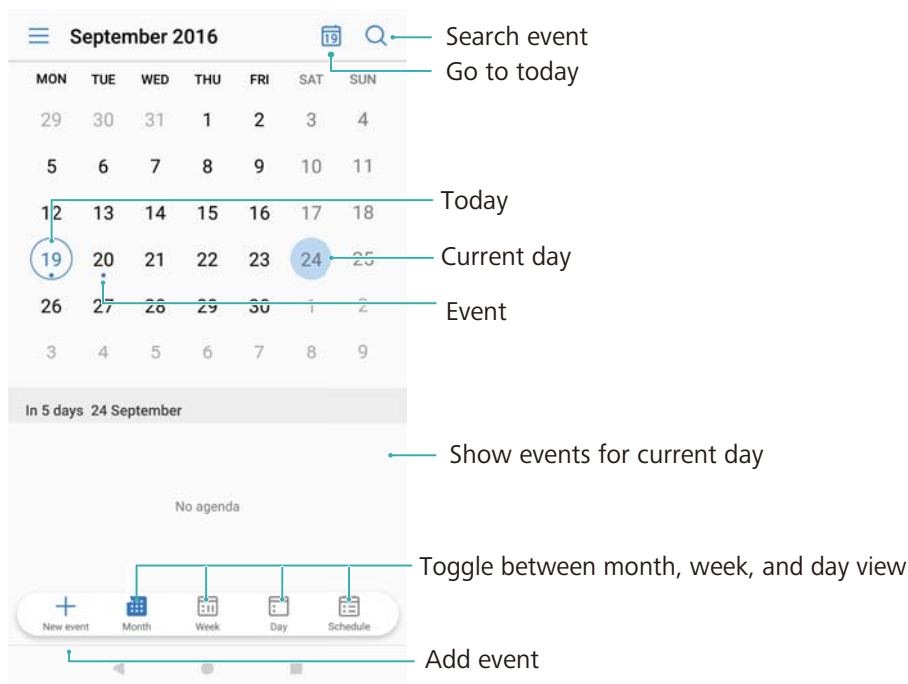 September 2016 19 Search event
Go to today
MON TUE WED THU FRI SAT SUN
29 30 31 1 2 3 4
5 6 7 8 9 10 11
12 13 14 15 16 17 18
Today
19 20 21 22 23 24 25
Current day
26 27 28 29 30 1 2
Event
3 4 5 6 7 8 9
In 5 days 24 September
Show events for current day
No agenda
Toggle between month, week, and day view
New event Month Week Day Schedule
Add event